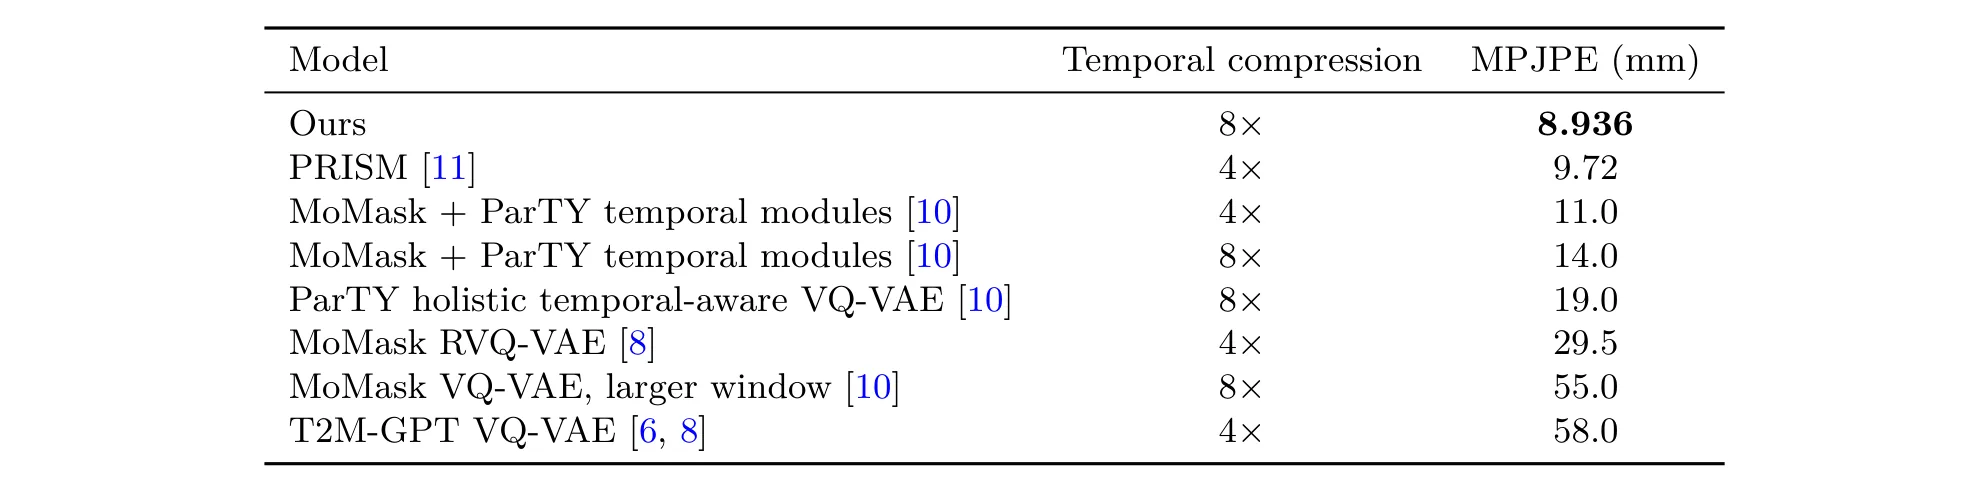 Model Temporal compression MPJPE (mm)
Ours 8× 8.936
PRISM [11] 4× 9.72
MoMask + ParTY temporal modules [10] 4× 11.0
MoMask + ParTY temporal modules [10] 8× 14.0
ParTY holistic temporal-aware VQ-VAE [10] 8× 19.0
MoMask RVQ-VAE [8] 4× 29.5
MoMask VQ-VAE, larger window [10] 8× 55.0
T2M-GPT VQ-VAE [6, 8] 4× 58.0